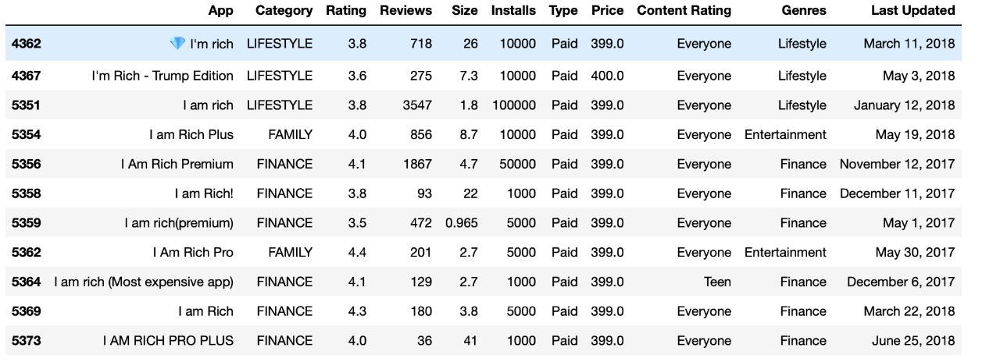 App Category Rating Reviews Size Installs Type Price Content Rating Genres Last Updated
4362 💎 I'm rich LIFESTYLE 3.8 718 26 10000 Paid 399.0 Everyone Lifestyle March 11, 2018
4367 I'm Rich - Trump Edition LIFESTYLE 3.6 275 7.3 10000 Paid 400.0 Everyone Lifestyle May 3, 2018
5351 I am rich LIFESTYLE 3.8 3547 1.8 100000 Paid 399.0 Everyone Lifestyle January 12, 2018
5354 I am Rich Plus FAMILY 4.0 856 8.7 10000 Paid 399.0 Everyone Entertainment May 19, 2018
5356 I Am Rich Premium FINANCE 4.1 1867 4.7 50000 Paid 399.0 Everyone Finance November 12, 2017
5358 I am Rich! FINANCE 3.8 93 22 1000 Paid 399.0 Everyone Finance December 11, 2017
5359 I am rich(premium) FINANCE 3.5 472 0.965 5000 Paid 399.0 Everyone Finance May 1, 2017
5362 I Am Rich Pro FAMILY 4.4 201 2.7 5000 Paid 399.0 Everyone Entertainment May 30, 2017
5364 I am rich (Most expensive app) FINANCE 4.1 129 2.7 1000 Paid 399.0 Teen Finance December 6, 2017
5369 I am Rich FINANCE 4.3 180 3.8 5000 Paid 399.0 Everyone Finance March 22, 2018
5373 I AM RICH PRO PLUS FINANCE 4.0 36 41 1000 Paid 399.0 Everyone Finance June 25, 2018